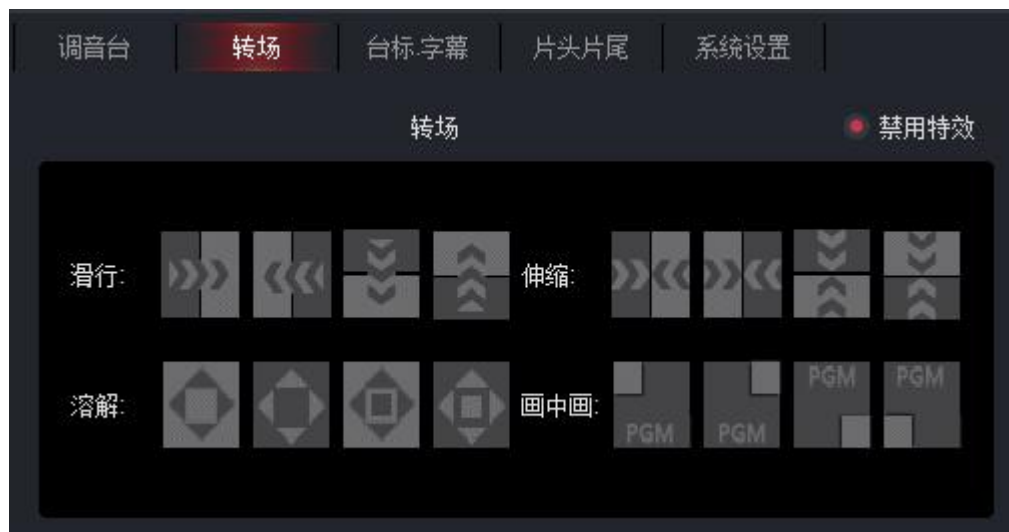 调音台 转场 台标.字幕 片头片尾 系统设置
转场 禁用特效
滑行: 伸缩:
PGM PGM
溶解: 画中画:
PGM PGM